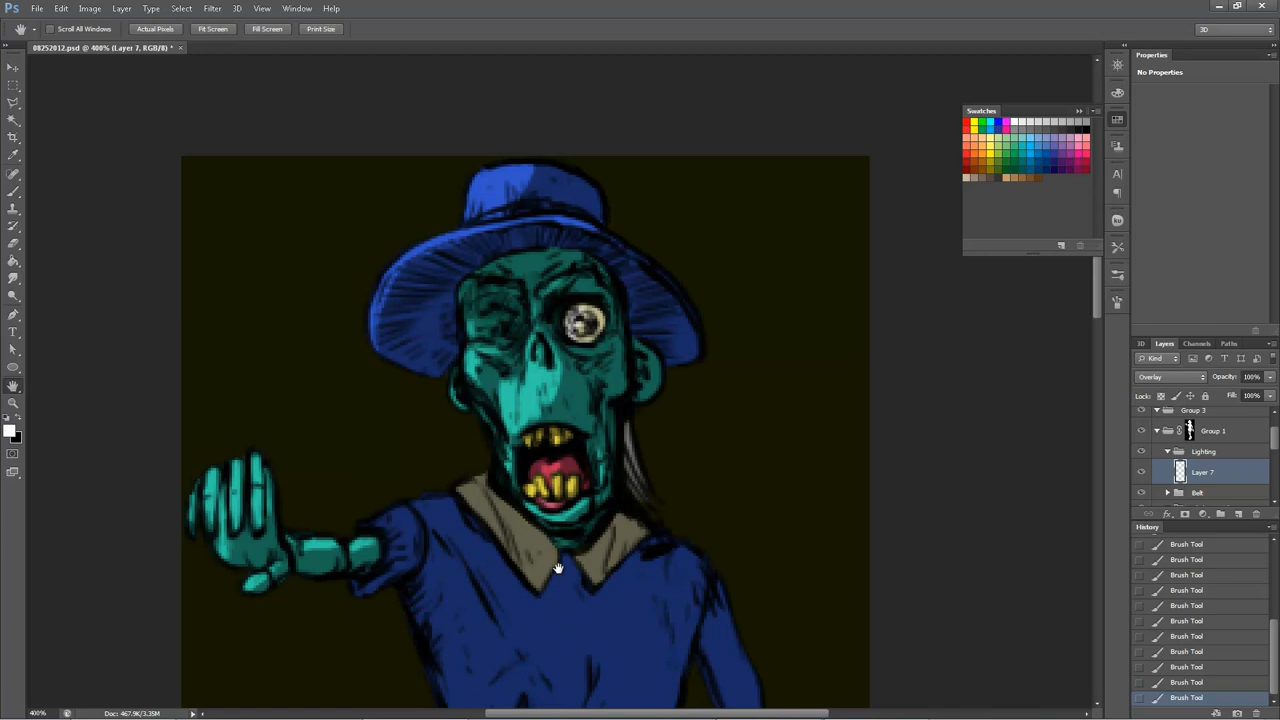 Ps File Edit Image Layer Type Select Filter 3D View Window Help
Scroll All Windows Actual Pixels Fit Screen Fill Screen Print Size 3D
08252012.psd @ 400% (Layer 7, RGB/8) * ×
Properties
No Properties
Swatches
3D Layers Channels Paths
Kind
Overlay Opacity: 100%
Lock: Fill: 100%
Group 3
Group 1
Lighting
Layer 7
Belt
fx
History
Brush Tool
Brush Tool
Brush Tool
Brush Tool
Brush Tool
Brush Tool
Brush Tool
Brush Tool
Brush Tool
Brush Tool
Brush Tool
400% Doc: 467.9K/3.35M